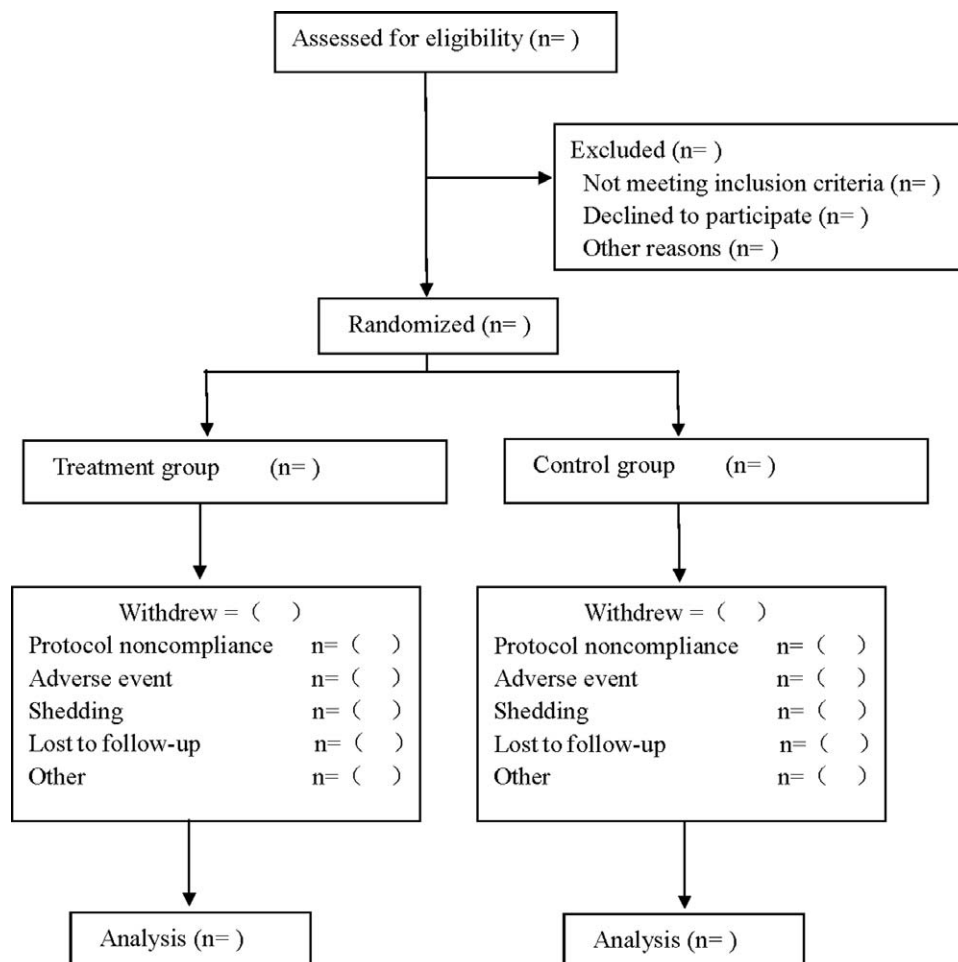 Assessed for eligibility (n= )
Excluded (n= )
Not meeting inclusion criteria (n= )
Declined to participate (n= )
Other reasons (n= )
Randomized (n= )
Treatment group (n= )
Control group (n= )
Withdrew = （ ）
Protocol noncompliance n= （ ）
Adverse event n= （ ）
Shedding n= （ ）
Lost to follow-up n= （ ）
Other n= （ ）
Withdrew = （ ）
Protocol noncompliance n= （ ）
Adverse event n= （ ）
Shedding n= （ ）
Lost to follow-up n= （ ）
Other n= （ ）
Analysis (n= )
Analysis (n= )